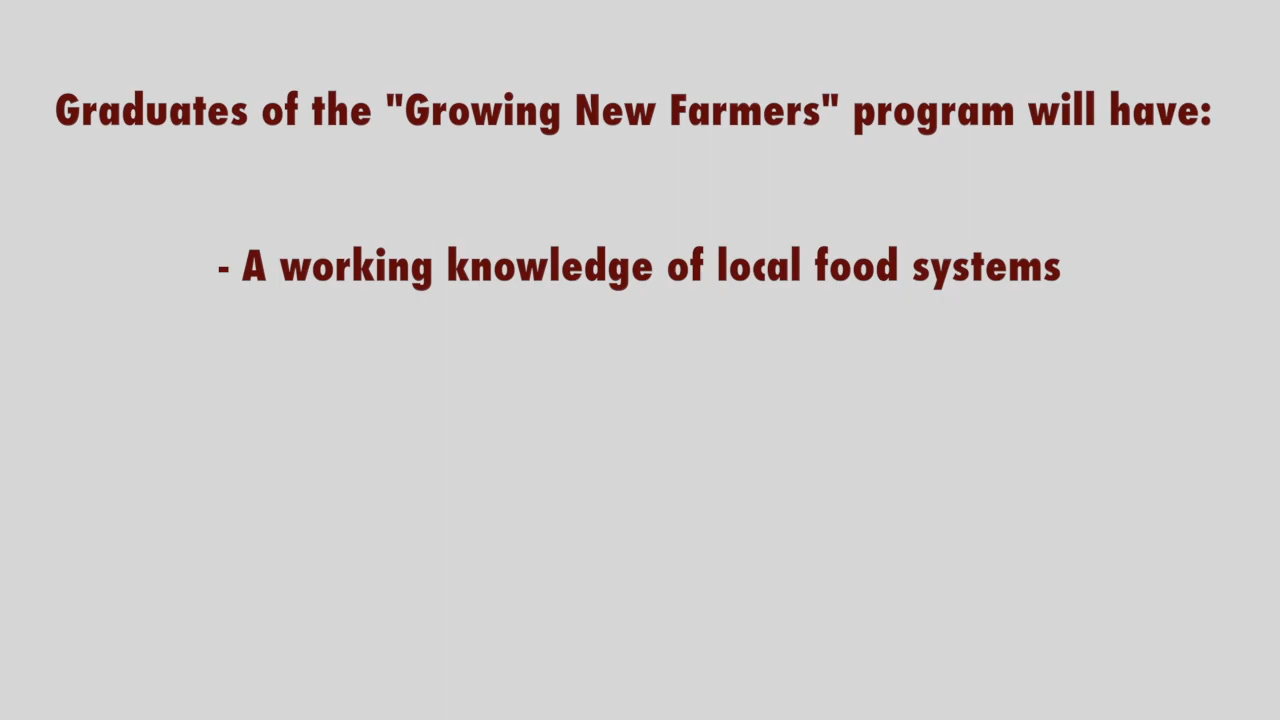 Graduates of the "Growing New Farmers" program will have:
- A working knowledge of local food systems